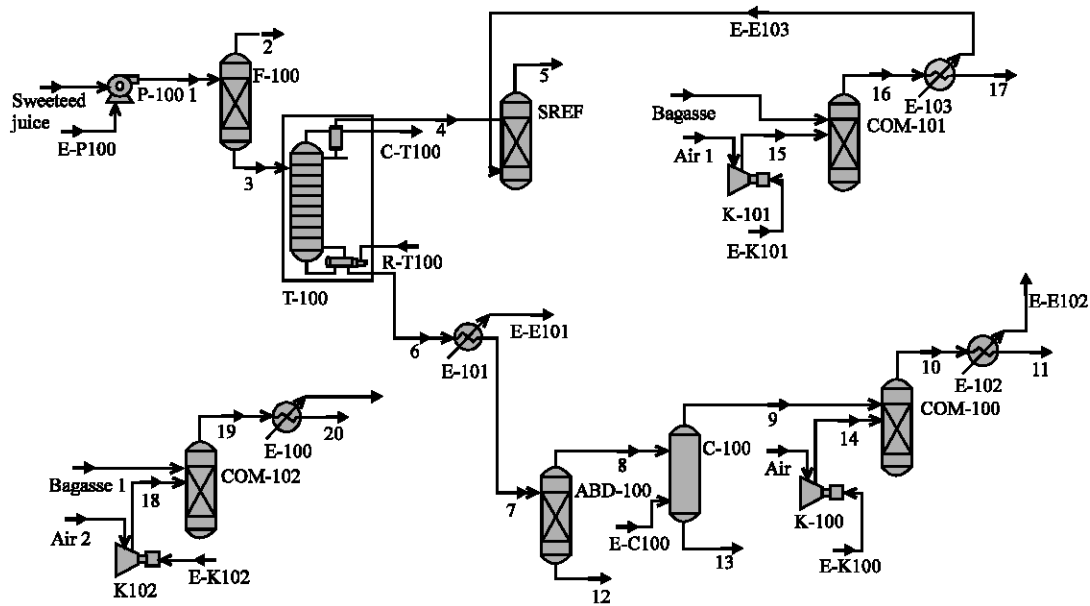 E-E103
2
F-100
P-100 1
Sweeteed
juice
E-P100
3
4
C-T100
5
SREF
R-T100
T-100
16
E-103
17
Bagasse
COM-101
Air 1
15
K-101
E-K101
6
E-101
E-E101
E-E102
10
E-102
11
COM-100
9
14
Air
K-100
E-K100
19
E-100
20
COM-102
Bagasse 1
18
Air 2
K102
E-K102
7
8
ABD-100
C-100
E-C100
13
12